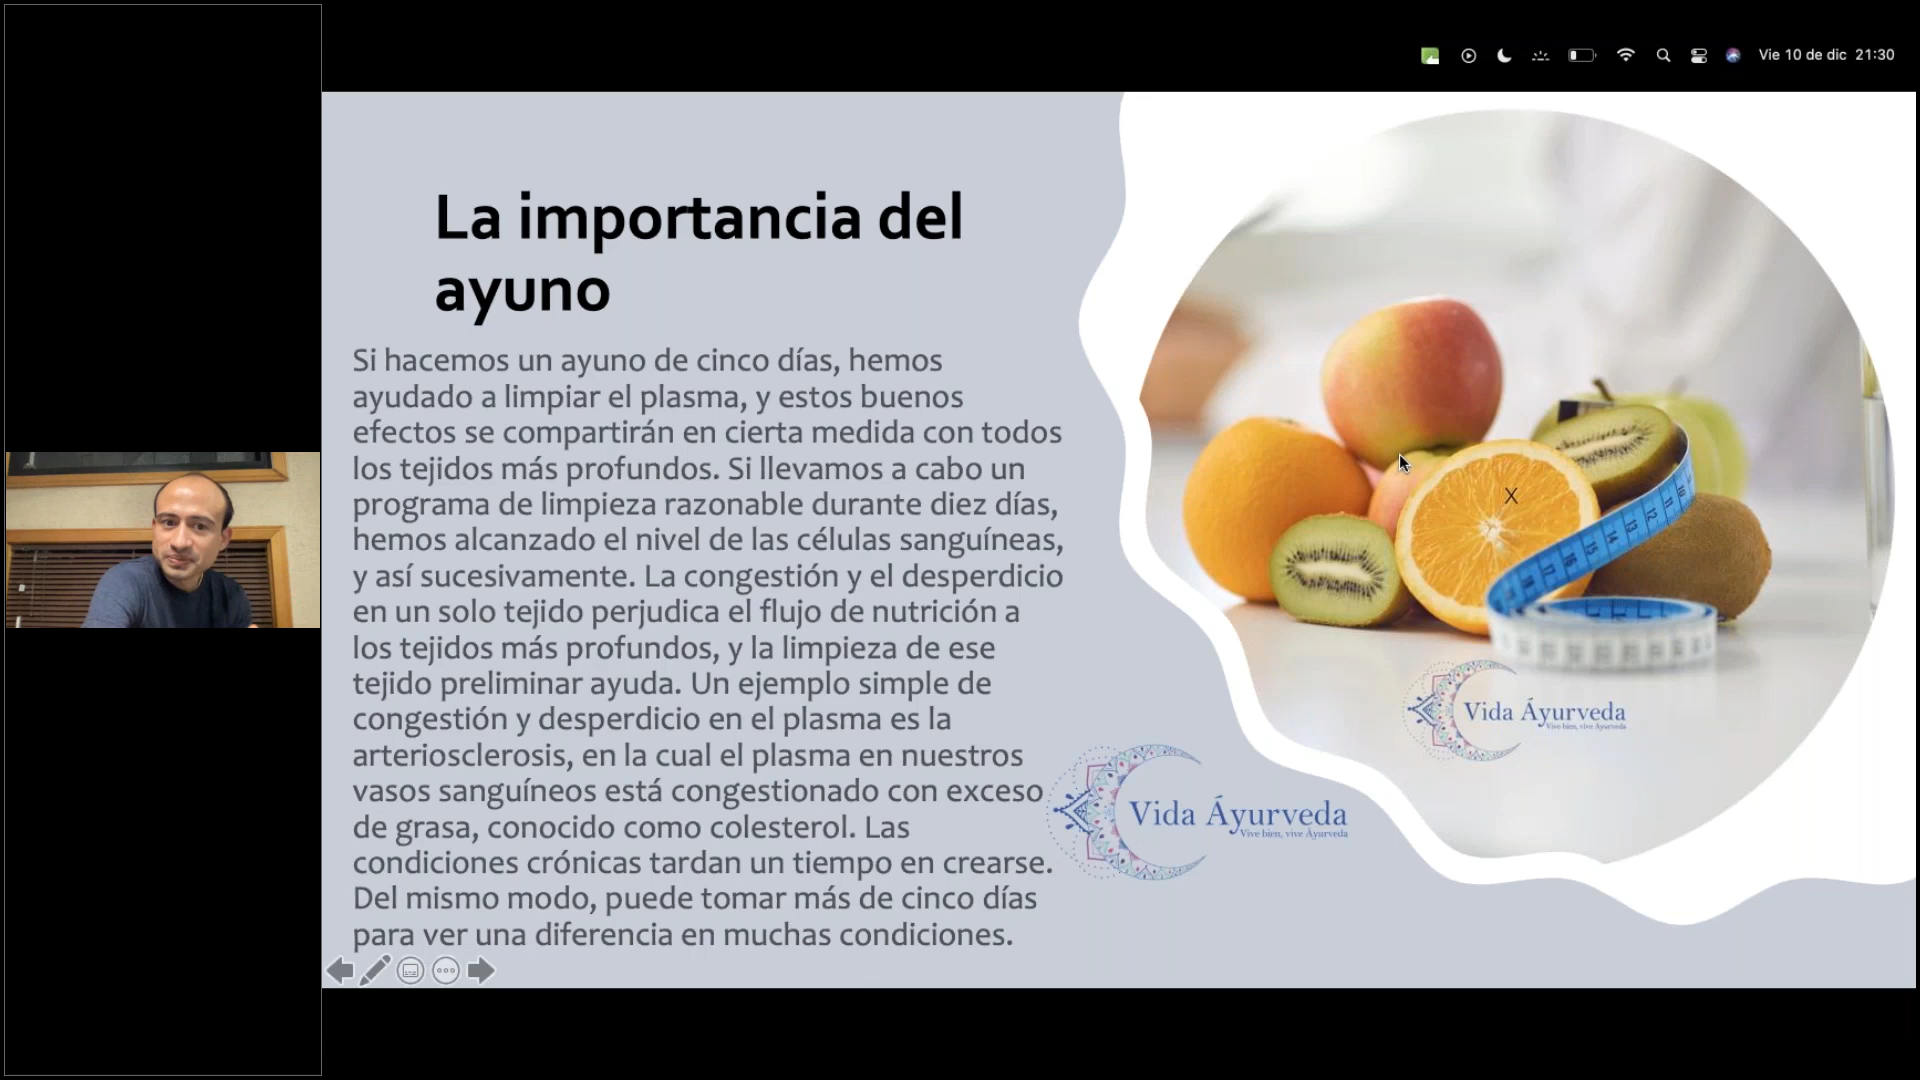 Vie 10 de dic 21:30
La importancia del
ayuno
Si hacemos un ayuno de cinco días, hemos
ayudado a limpiar el plasma, y estos buenos
efectos se compartirán en cierta medida con todos
los tejidos más profundos. Si llevamos a cabo un
programa de limpieza razonable durante diez días,
hemos alcanzado el nivel de las células sanguíneas,
y así sucesivamente. La congestión y el desperdicio
en un solo tejido perjudica el flujo de nutrición a
los tejidos más profundos, y la limpieza de ese
tejido preliminar ayuda. Un ejemplo simple de
congestión y desperdicio en el plasma es la
arteriosclerosis, en la cual el plasma en nuestros
vasos sanguíneos está congestionado con exceso
de grasa, conocido como colesterol. Las
condiciones crónicas tardan un tiempo en crearse.
Del mismo modo, puede tomar más de cinco días
para ver una diferencia en muchas condiciones.
X
Vida Áyurveda
Vive bien, vive Áyurveda
Vida Áyurveda
Vive bien, vive Áyurveda